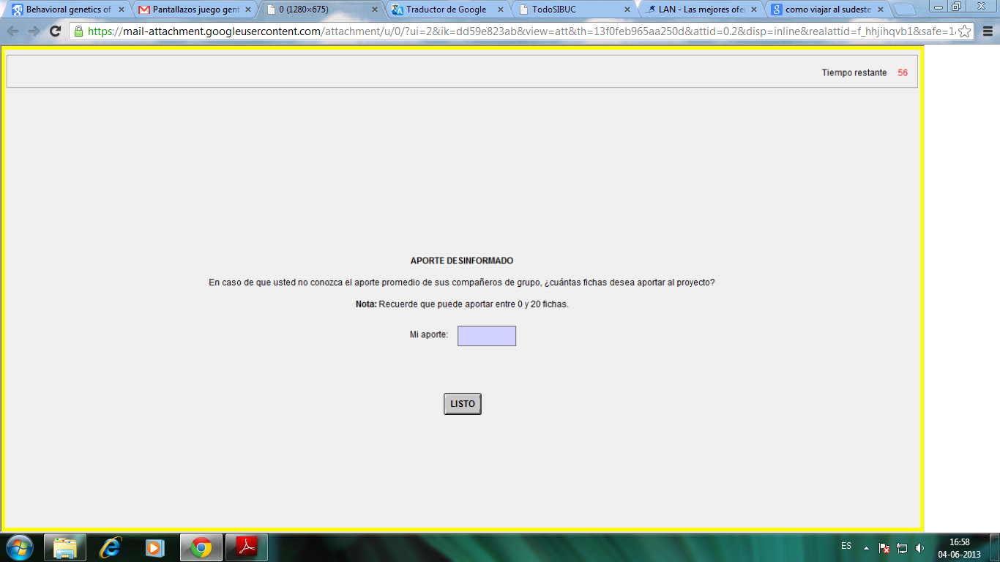 Behavioral genetics of
Pantallazos juego gent
0 (1280×675)
Traductor de Google
TodoSIBUC
LAN - Las mejores ofer
como viajar al sudeste
https://mail-attachment.googleusercontent.com/attachment/u/0/?ui=2&ik=dd59e823ab&view=att&th=13f0feb965aa250d&attid=0.2&disp=inline&realattid=f_hhjihqvb1&safe=1
Tiempo restante 56
APORTE DESINFORMADO
En caso de que usted no conozca el aporte promedio de sus compañeros de grupo, ¿cuántas fichas desea aportar al proyecto?
Nota: Recuerde que puede aportar entre 0 y 20 fichas.
Mi aporte:
LISTO
ES
16:58
04-06-2013